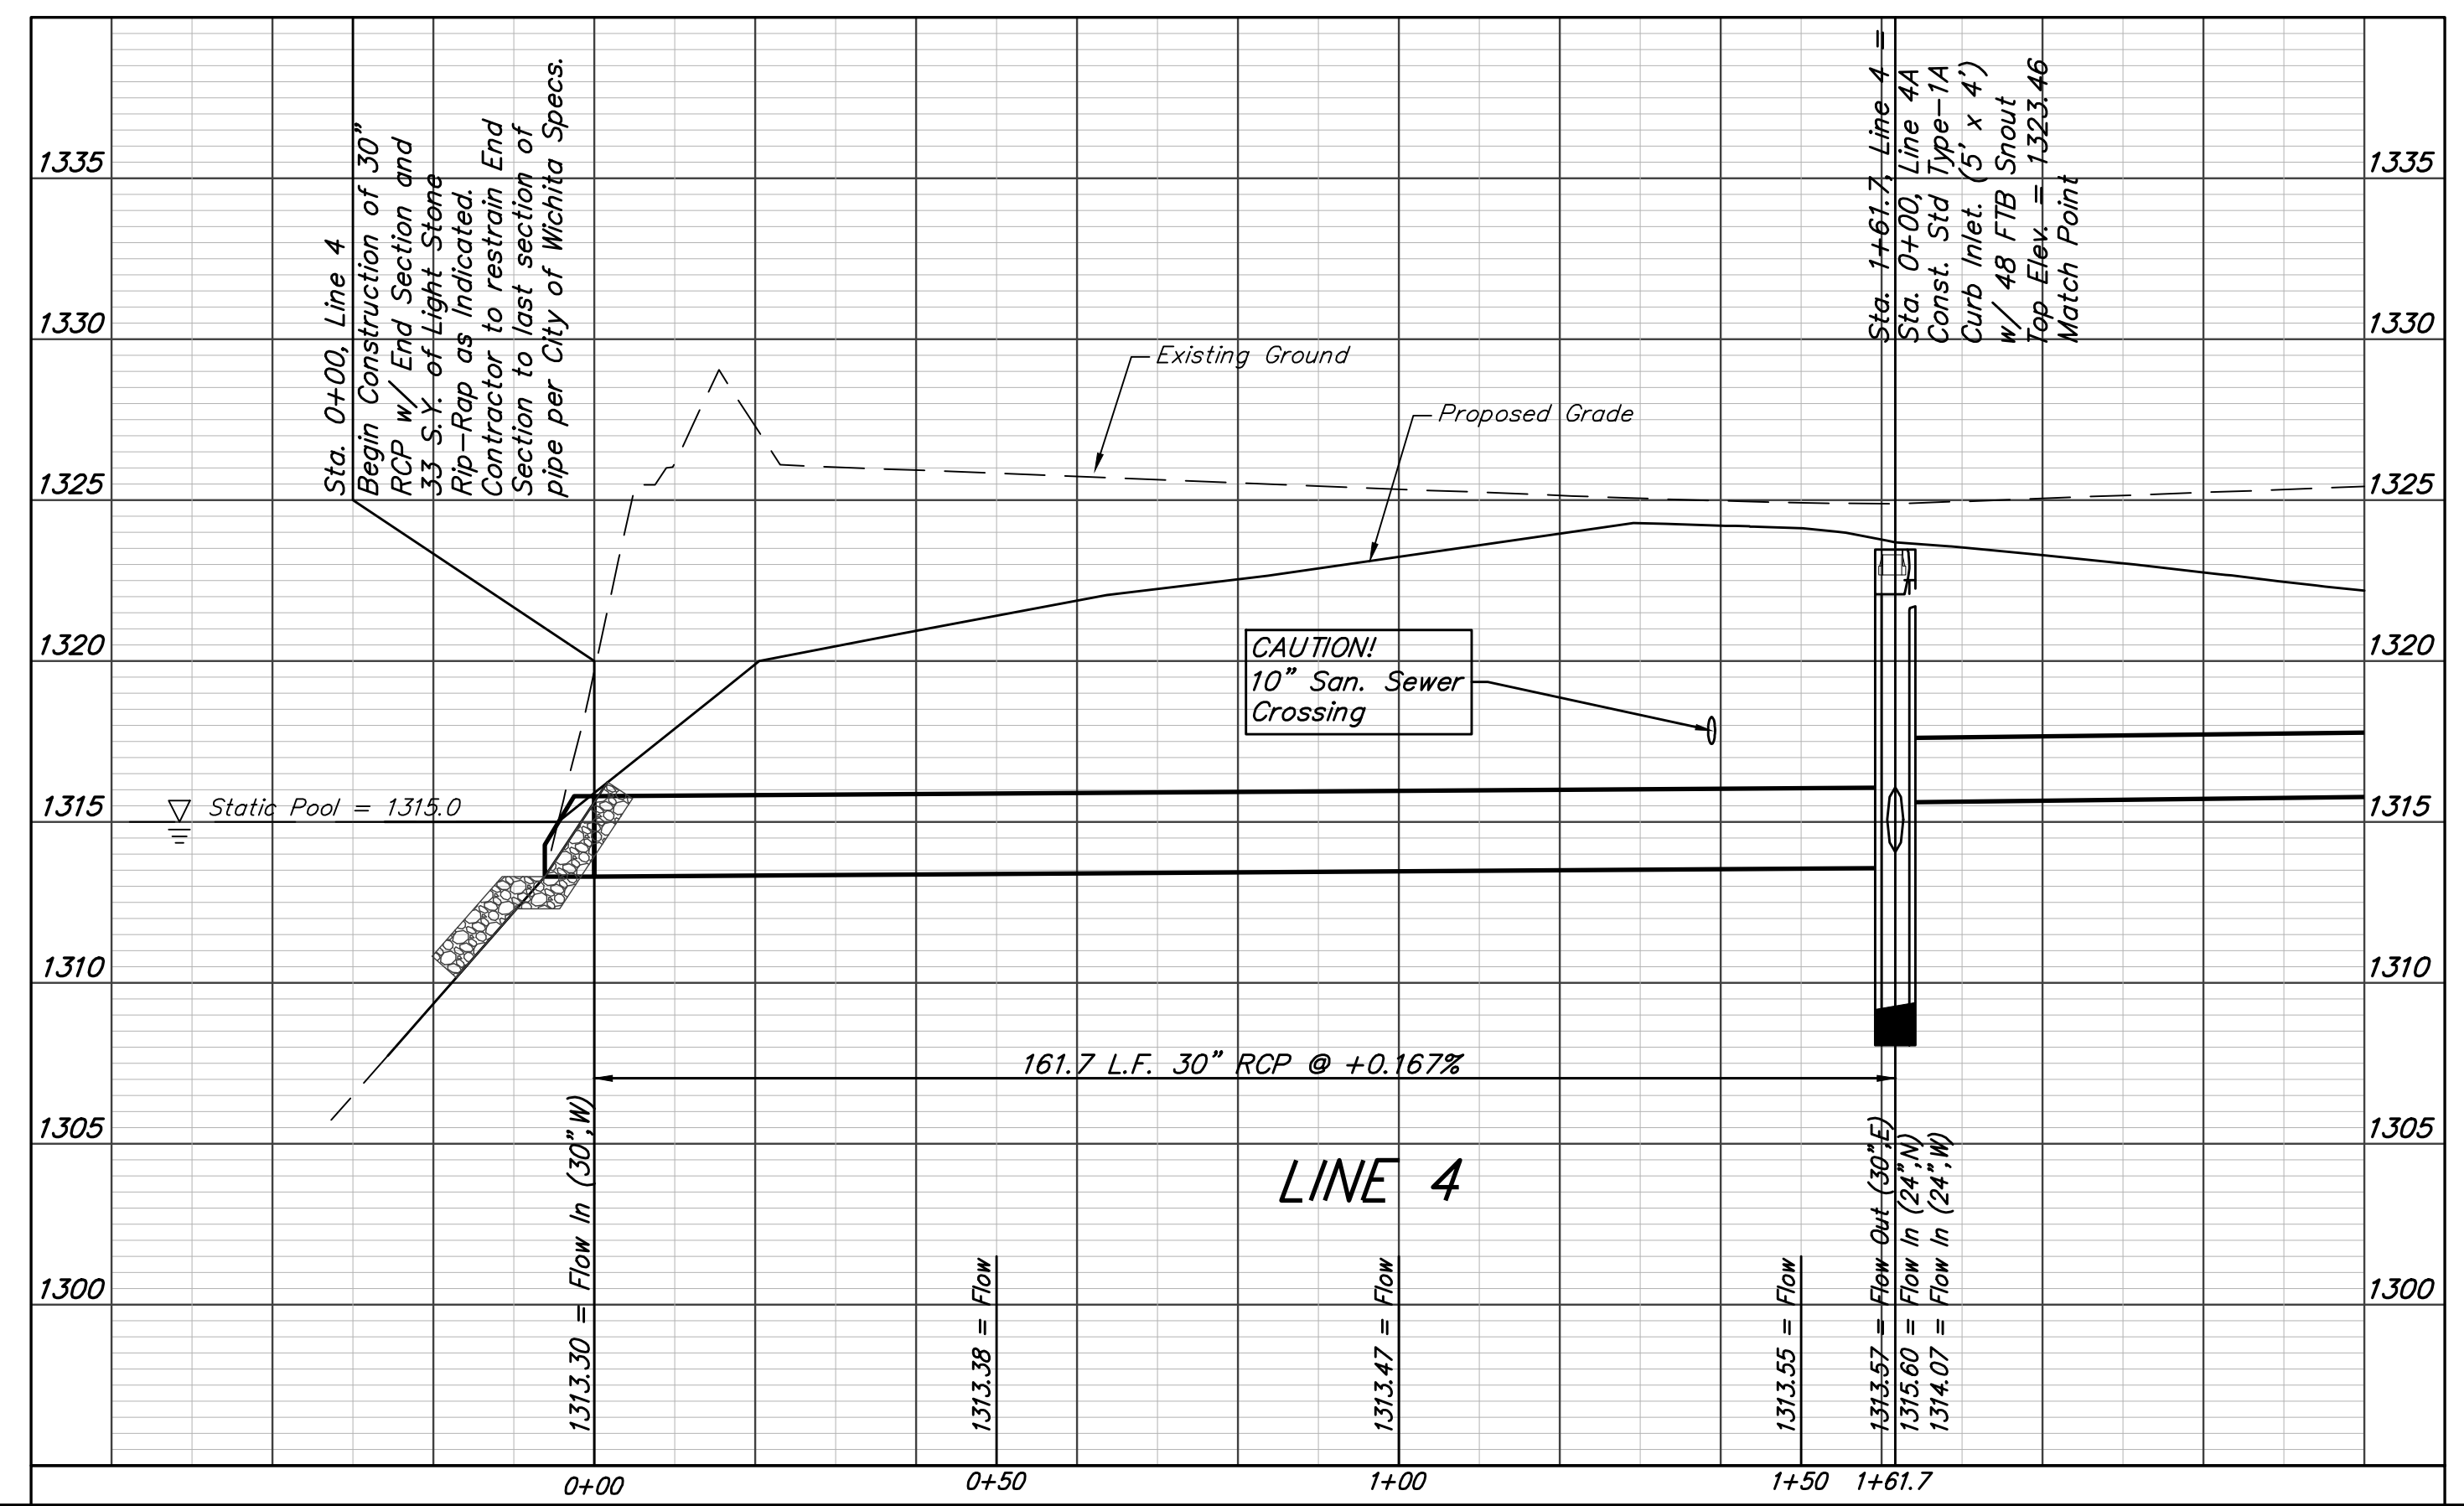 Sta. 0+00, Line 4
Begin Construction of 30"
RCP w/ End Section and
33 S.Y. of Light Stone
Rip-Rap as Indicated.
Contractor to restrain End
Section to last section of
pipe per City of Wichita Specs.
Sta. 1+61.7, Line 4 =
Sta. 0+00, Line 4A
Const. Std Type-1A
Curb Inlet. (5' x 4')
w/ 48 FTB Snout
Top Elev. = 1323.46
Match Point
1335
1335
1330
1330
Existing Ground
Proposed Grade
1325
1325
1320
1320
CAUTION!
10" San. Sewer
Crossing
1315
Static Pool = 1315.0
1315
1310
1310
161.7 L.F. 30" RCP @ +0.167%
1305
1305
LINE 4
1300
1300
1313.30 = Flow In (30",W)
1313.38 = Flow
1313.47 = Flow
1313.55 = Flow
1313.57 = Flow Out (30",E)
1315.60 = Flow In (24",N)
1314.07 = Flow In (24",W)
0+00
0+50
1+00
1+50
1+61.7